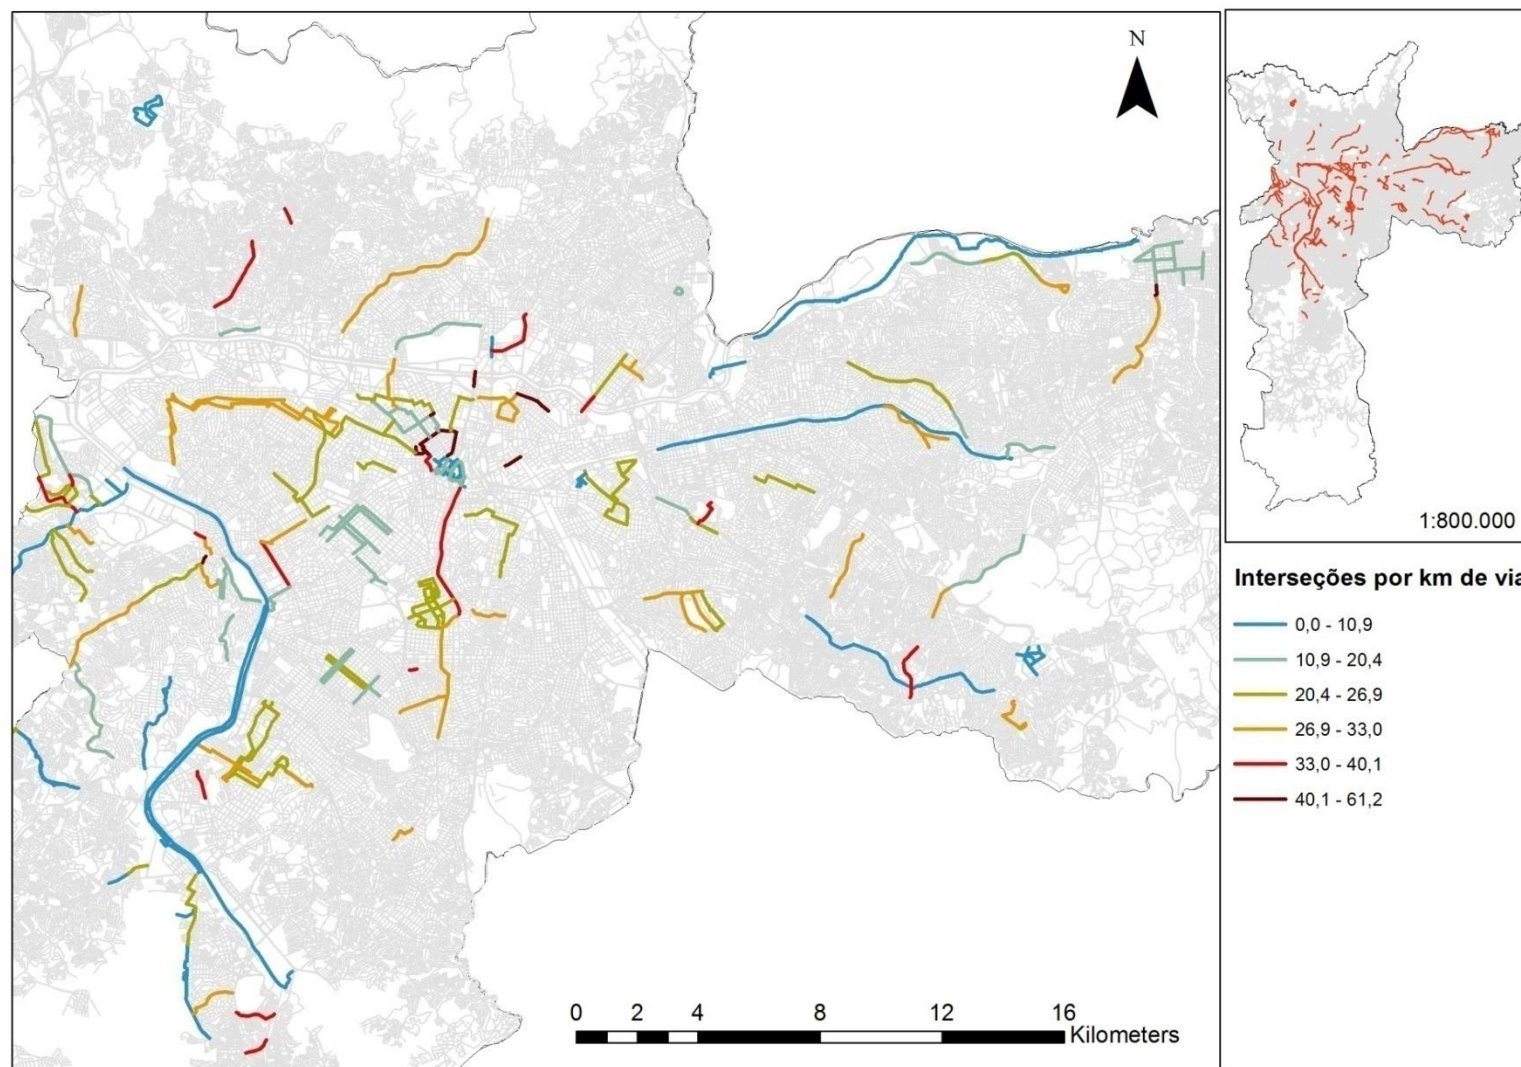 N
1:800.000
Interseções por km de via
0,0 - 10,9
10,9 - 20,4
20,4 - 26,9
26,9 - 33,0
33,0 - 40,1
40,1 - 61,2
0 2 4 8 12 16
Kilometers